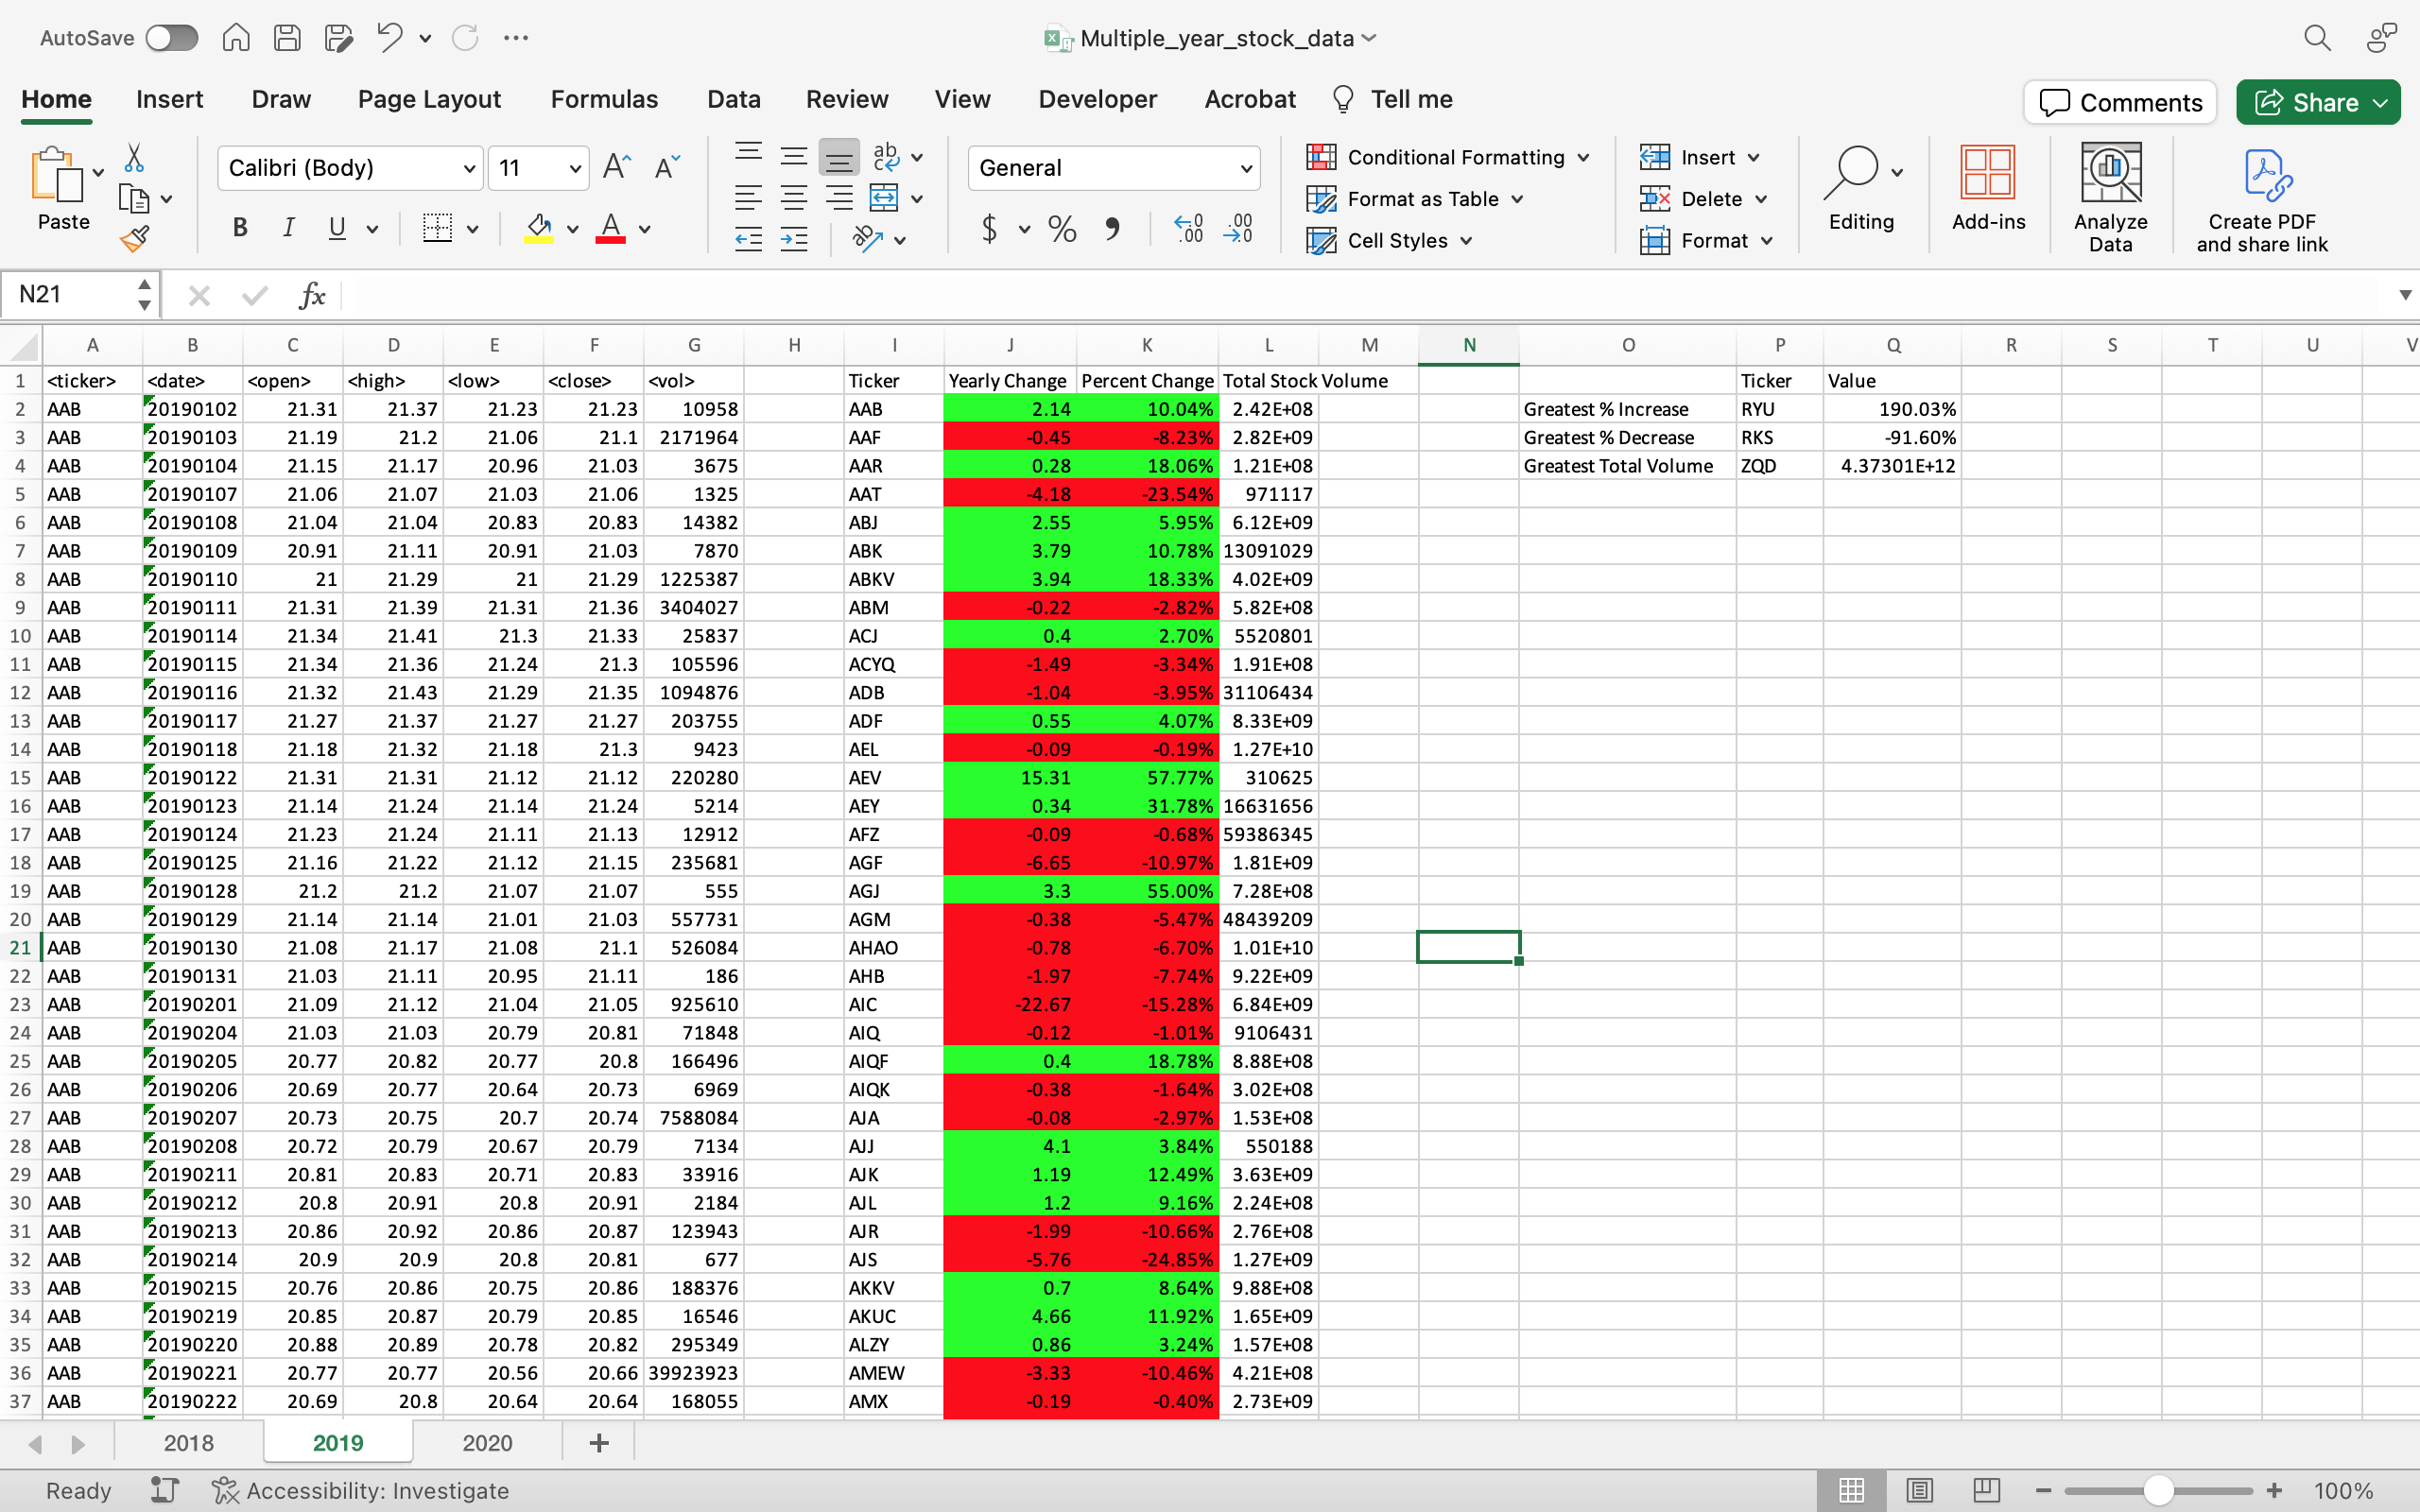 AutoSave
Multiple_year_stock_data
Home Insert Draw Page Layout Formulas Data Review View Developer Acrobat Tell me Comments Share
Paste
Calibri (Body) 11
General
Conditional Formatting
Format as Table
Cell Styles
Insert
Delete
Format
Editing
Add-ins
Analyze Data
Create PDF and share link
N21 fx
A B C D E F G H I J K L M N O P Q R S T U V
1 <ticker> <date> <open> <high> <low> <close> <vol> Ticker Yearly Change Percent Change Total Stock Volume Ticker Value
2 AAB 20190102 21.31 21.37 21.23 21.23 10958 AAB 2.14 10.04% 2.42E+08 Greatest % Increase RYU 190.03%
3 AAB 20190103 21.19 21.2 21.06 21.1 2171964 AAF -0.45 -8.23% 2.82E+09 Greatest % Decrease RKS -91.60%
4 AAB 20190104 21.15 21.17 20.96 21.03 3675 AAR 0.28 18.06% 1.21E+08 Greatest Total Volume ZQD 4.37301E+12
5 AAB 20190107 21.06 21.07 21.03 21.06 1325 AAT -4.18 -23.54% 971117
6 AAB 20190108 21.04 21.04 20.83 20.83 14382 ABJ 2.55 5.95% 6.12E+09
7 AAB 20190109 20.91 21.11 20.91 21.03 7870 ABK 3.79 10.78% 13091029
8 AAB 20190110 21 21.29 21 21.29 1225387 ABKV 3.94 18.33% 4.02E+09
9 AAB 20190111 21.31 21.39 21.31 21.36 3404027 ABM -0.22 -2.82% 5.82E+08
10 AAB 20190114 21.34 21.41 21.3 21.33 25837 ACJ 0.4 2.70% 5520801
11 AAB 20190115 21.34 21.36 21.24 21.3 105596 ACYQ -1.49 -3.34% 1.91E+08
12 AAB 20190116 21.32 21.43 21.29 21.35 1094876 ADB -1.04 -3.95% 31106434
13 AAB 20190117 21.27 21.37 21.27 21.27 203755 ADF 0.55 4.07% 8.33E+09
14 AAB 20190118 21.18 21.32 21.18 21.3 9423 AEL -0.09 -0.19% 1.27E+10
15 AAB 20190122 21.31 21.31 21.12 21.12 220280 AEV 15.31 57.77% 310625
16 AAB 20190123 21.14 21.24 21.14 21.24 5214 AEY 0.34 31.78% 16631656
17 AAB 20190124 21.23 21.24 21.11 21.13 12912 AFZ -0.09 -0.68% 59386345
18 AAB 20190125 21.16 21.22 21.12 21.15 235681 AGF -6.65 -10.97% 1.81E+09
19 AAB 20190128 21.2 21.2 21.07 21.07 555 AGJ 3.3 55.00% 7.28E+08
20 AAB 20190129 21.14 21.14 21.01 21.03 557731 AGM -0.38 -5.47% 48439209
21 AAB 20190130 21.08 21.17 21.08 21.1 526084 AHAO -0.78 -6.70% 1.01E+10
22 AAB 20190131 21.03 21.11 20.95 21.11 186 AHB -1.97 -7.74% 9.22E+09
23 AAB 20190201 21.09 21.12 21.04 21.05 925610 AIC -22.67 -15.28% 6.84E+09
24 AAB 20190204 21.03 21.03 20.79 20.81 71848 AIQ -0.12 -1.01% 9106431
25 AAB 20190205 20.77 20.82 20.77 20.8 166496 AIQF 0.4 18.78% 8.88E+08
26 AAB 20190206 20.69 20.77 20.64 20.73 6969 AIQK -0.38 -1.64% 3.02E+08
27 AAB 20190207 20.73 20.75 20.7 20.74 7588084 AJA -0.08 -2.97% 1.53E+08
28 AAB 20190208 20.72 20.79 20.67 20.79 7134 AJJ 4.1 3.84% 550188
29 AAB 20190211 20.81 20.83 20.71 20.83 33916 AJK 1.19 12.49% 3.63E+09
30 AAB 20190212 20.8 20.91 20.8 20.91 2184 AJL 1.2 9.16% 2.24E+08
31 AAB 20190213 20.86 20.92 20.86 20.87 123943 AJR -1.99 -10.66% 2.76E+08
32 AAB 20190214 20.9 20.9 20.8 20.81 677 AJS -5.76 -24.85% 1.27E+09
33 AAB 20190215 20.76 20.86 20.75 20.86 188376 AKKV 0.7 8.64% 9.88E+08
34 AAB 20190219 20.85 20.87 20.79 20.85 16546 AKUC 4.66 11.92% 1.65E+09
35 AAB 20190220 20.88 20.89 20.78 20.82 295349 ALZY 0.86 3.24% 1.57E+08
36 AAB 20190221 20.77 20.77 20.56 20.66 39923923 AMEW -3.33 -10.46% 4.21E+08
37 AAB 20190222 20.69 20.8 20.64 20.64 168055 AMX -0.19 -0.40% 2.73E+09
2018 2019 2020 +
Ready Accessibility: Investigate 100%